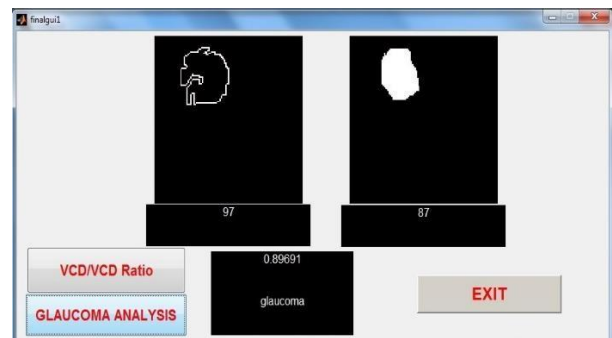 finalgui1
97
87
VCD/VCD Ratio
0.89691
glaucoma
GLAUCOMA ANALYSIS
EXIT